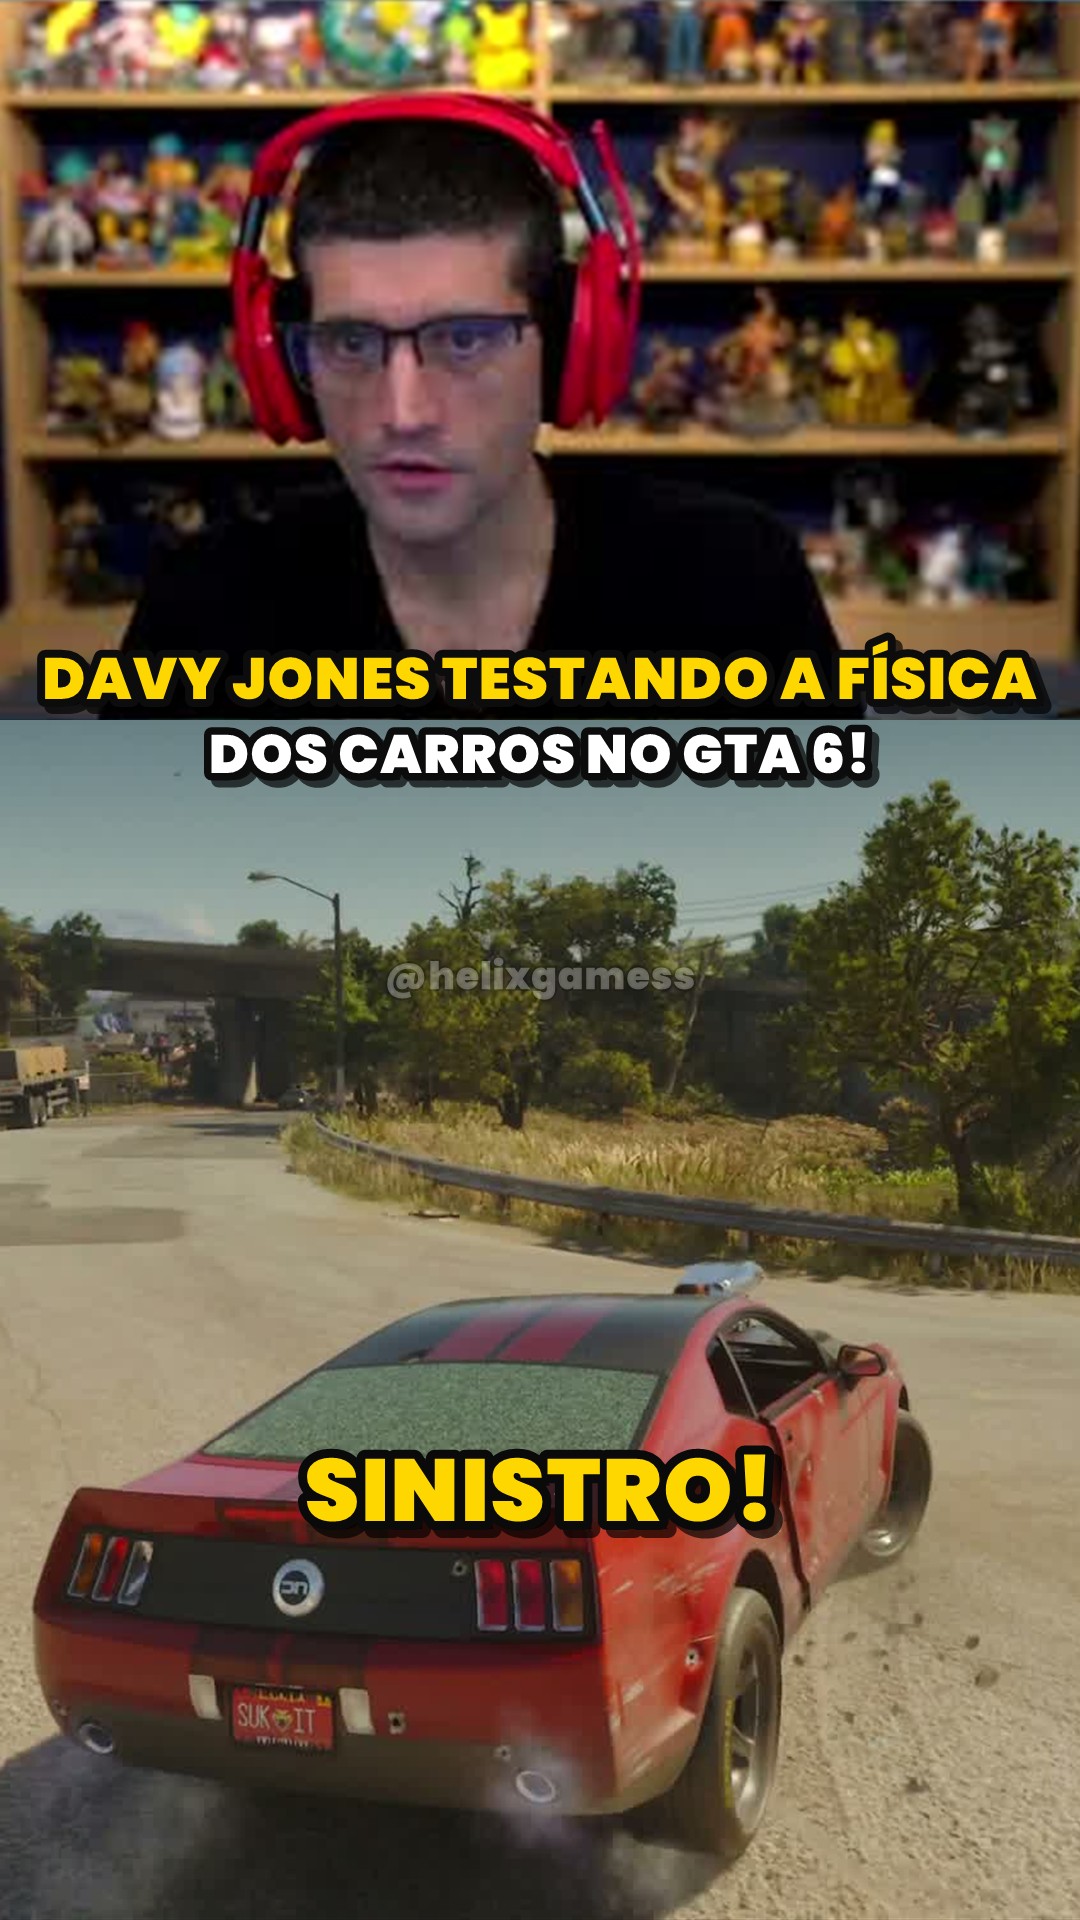 DAVY JONES TESTANDO A FÍSICA
DOS CARROS NO GTA 6!
@helixgamess
SINISTRO!
SUK IT